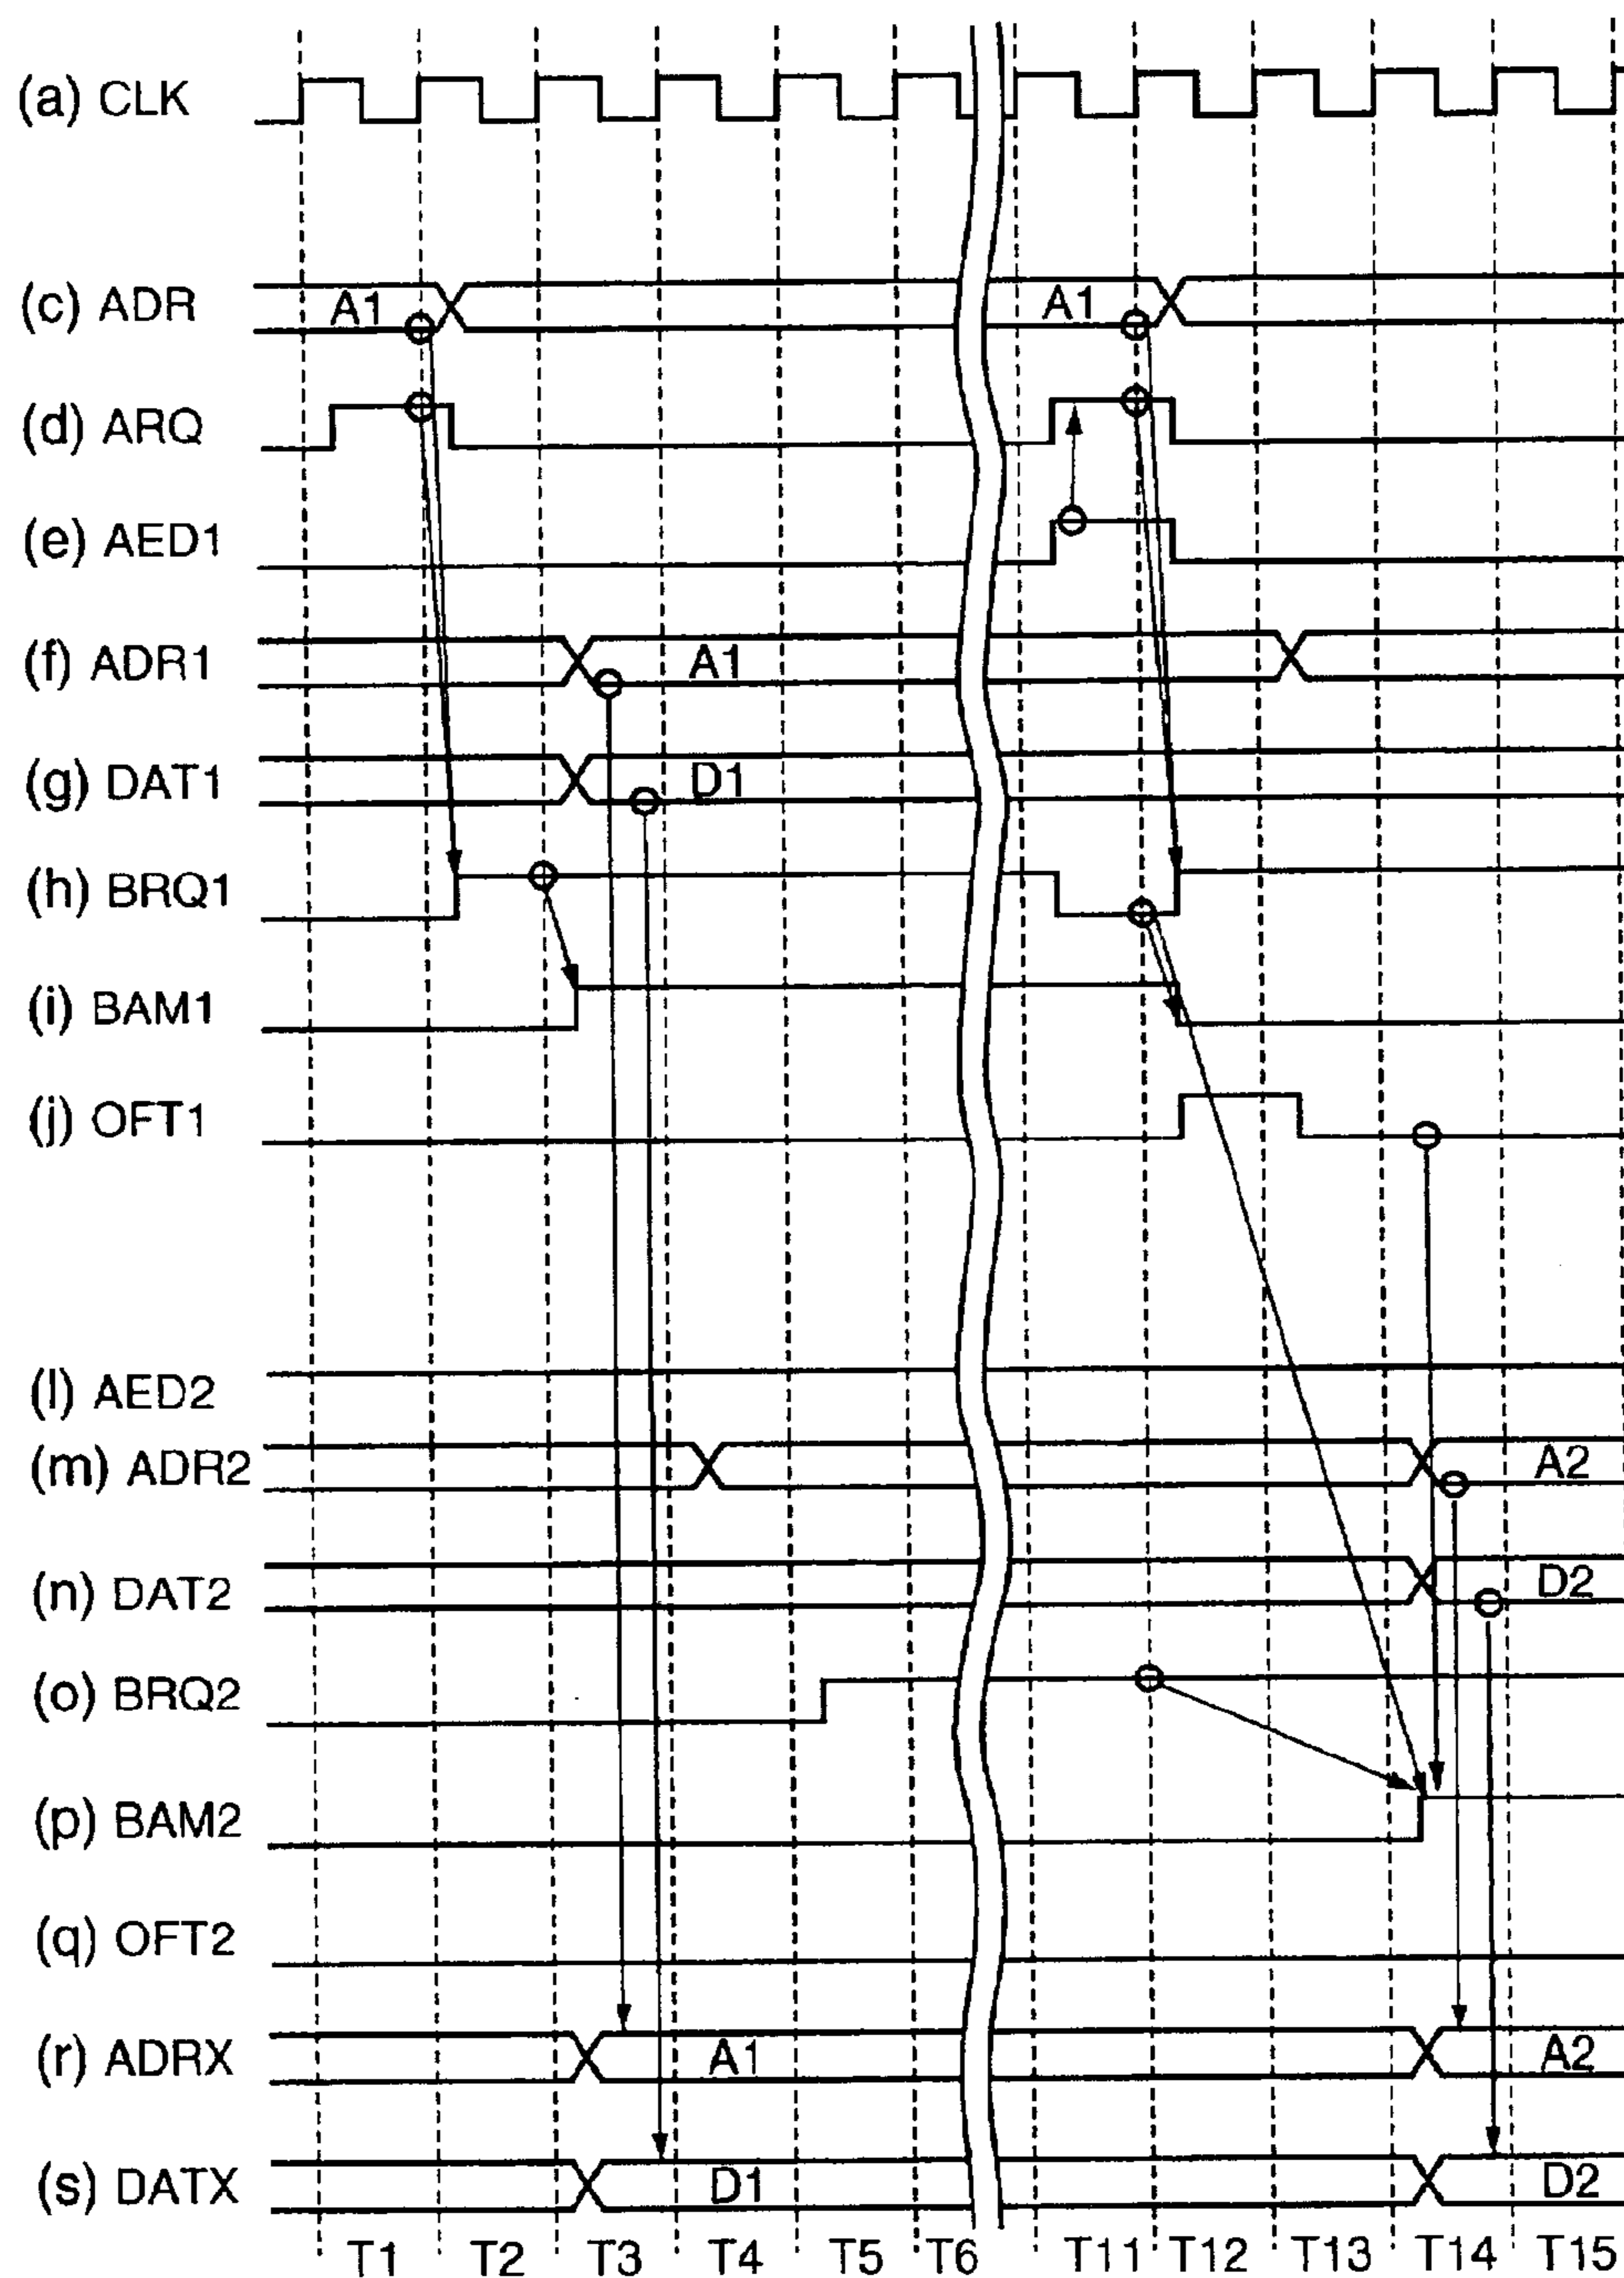 (a) CLK
(c) ADR A1 A1
(d) ARQ
(e) AED1
(f) ADR1 A1
(g) DAT1 D1
(h) BRQ1
(i) BAM1
(j) OFT1
(l) AED2
(m) ADR2 A2
(n) DAT2 D2
(o) BRQ2
(p) BAM2
(q) OFT2
(r) ADRX A1 A2
(s) DATX D1 D2
T1 T2 T3 T4 T5 T6 T11 T12 T13 T14 T15